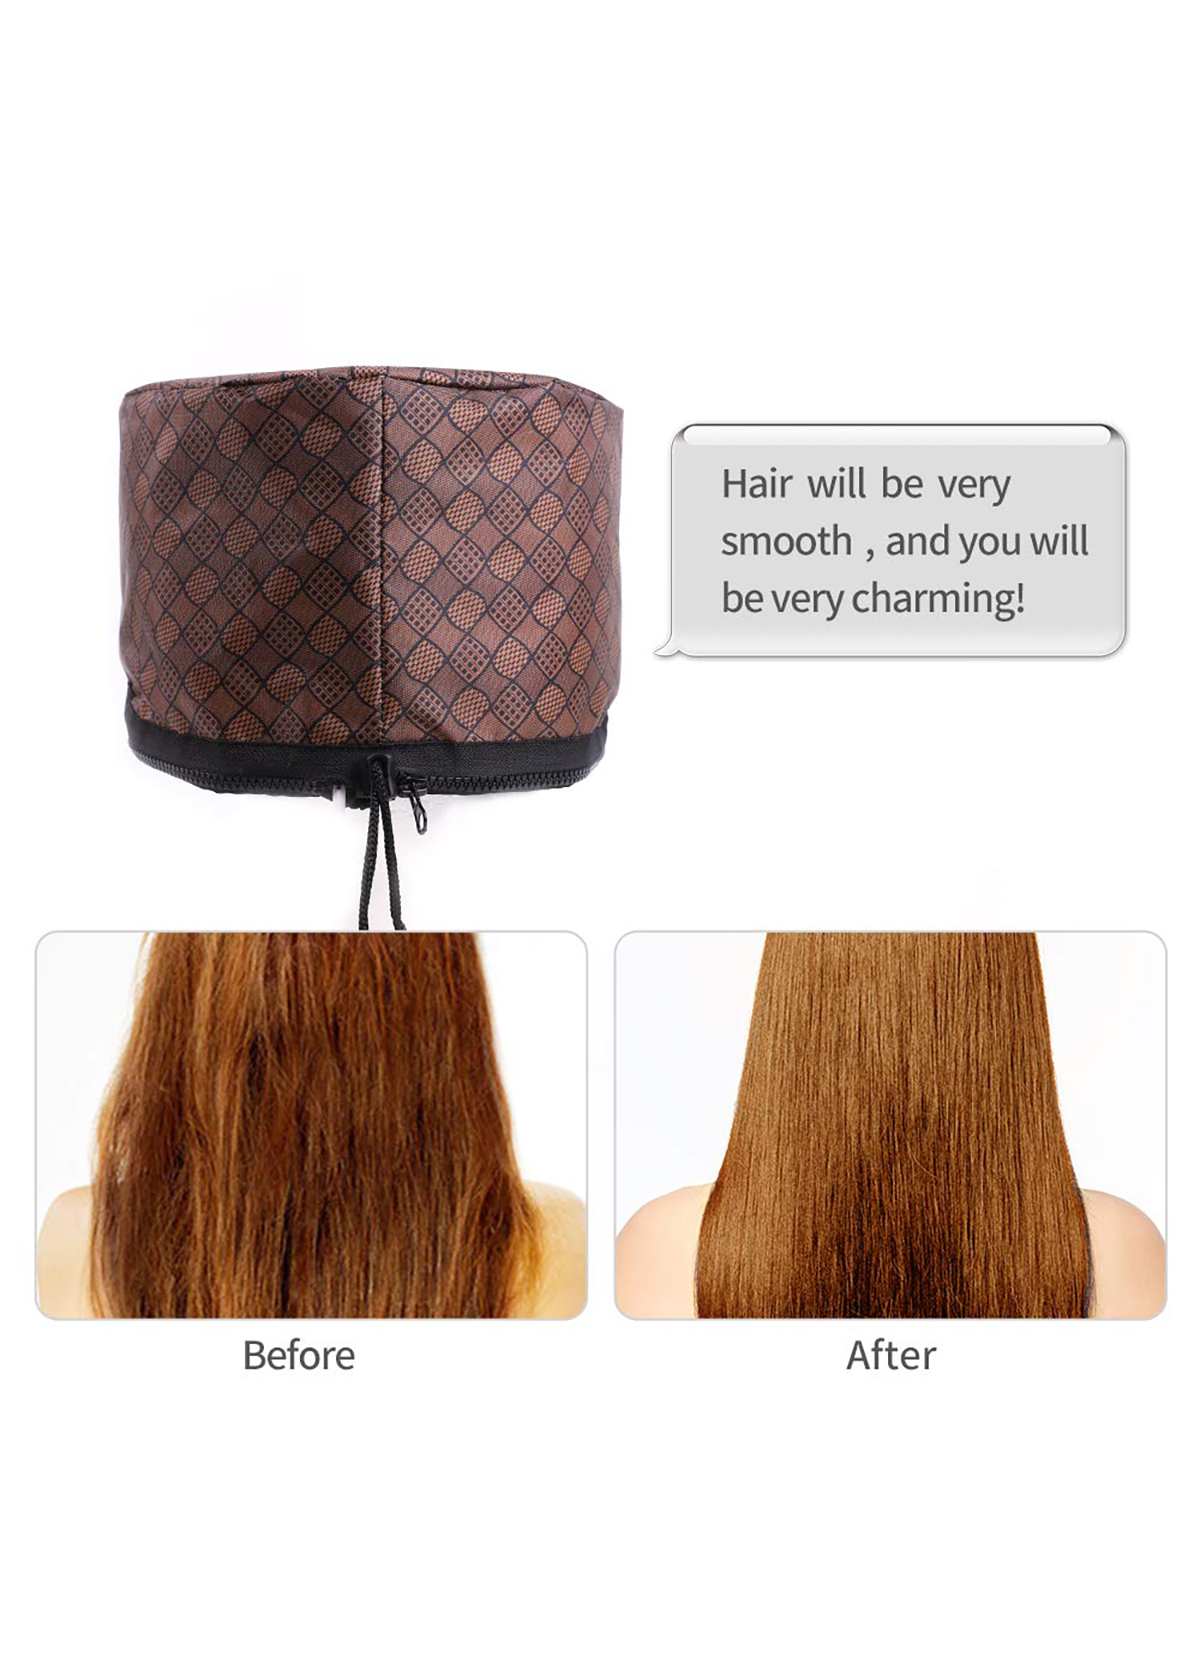 Hair will be very
smooth , and you will
be very charming!
Before
After